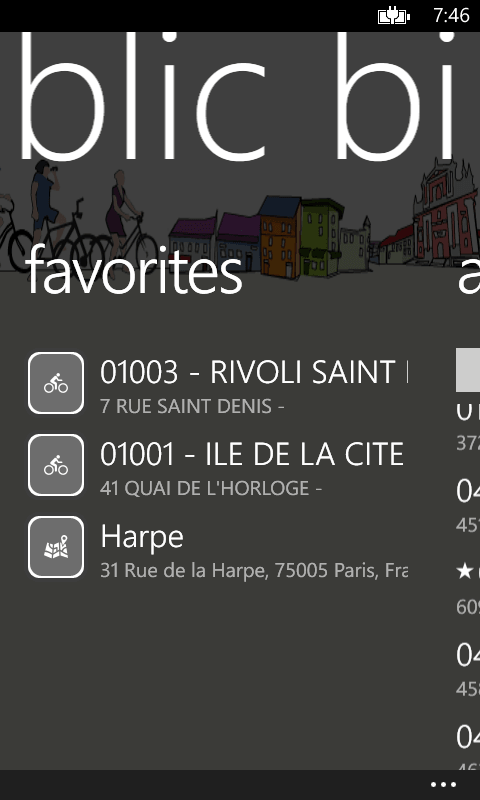 7:46
blic bi
favorites
01003 - RIVOLI SAINT
7 RUE SAINT DENIS -
01001 - ILE DE LA CITE
41 QUAI DE L'HORLOGE -
Harpe
31 Rue de la Harpe, 75005 Paris, Fra
372
04
451
609
04
458
04